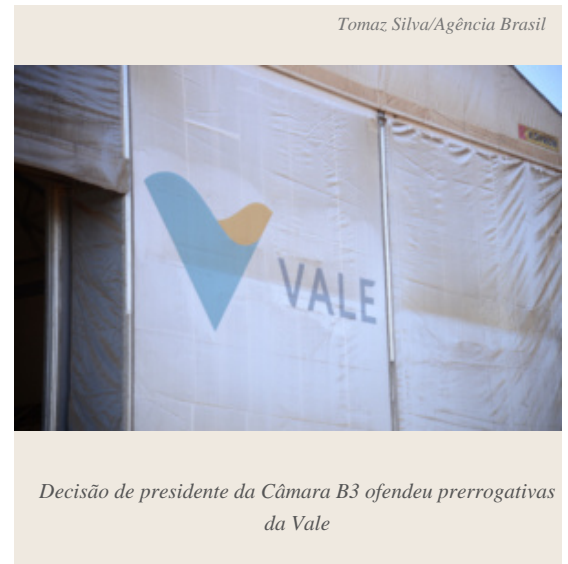 Tomaz Silva/Agência Brasil
VALE
Decisão de presidente da Câmara B3 ofendeu prerrogativas
da Vale